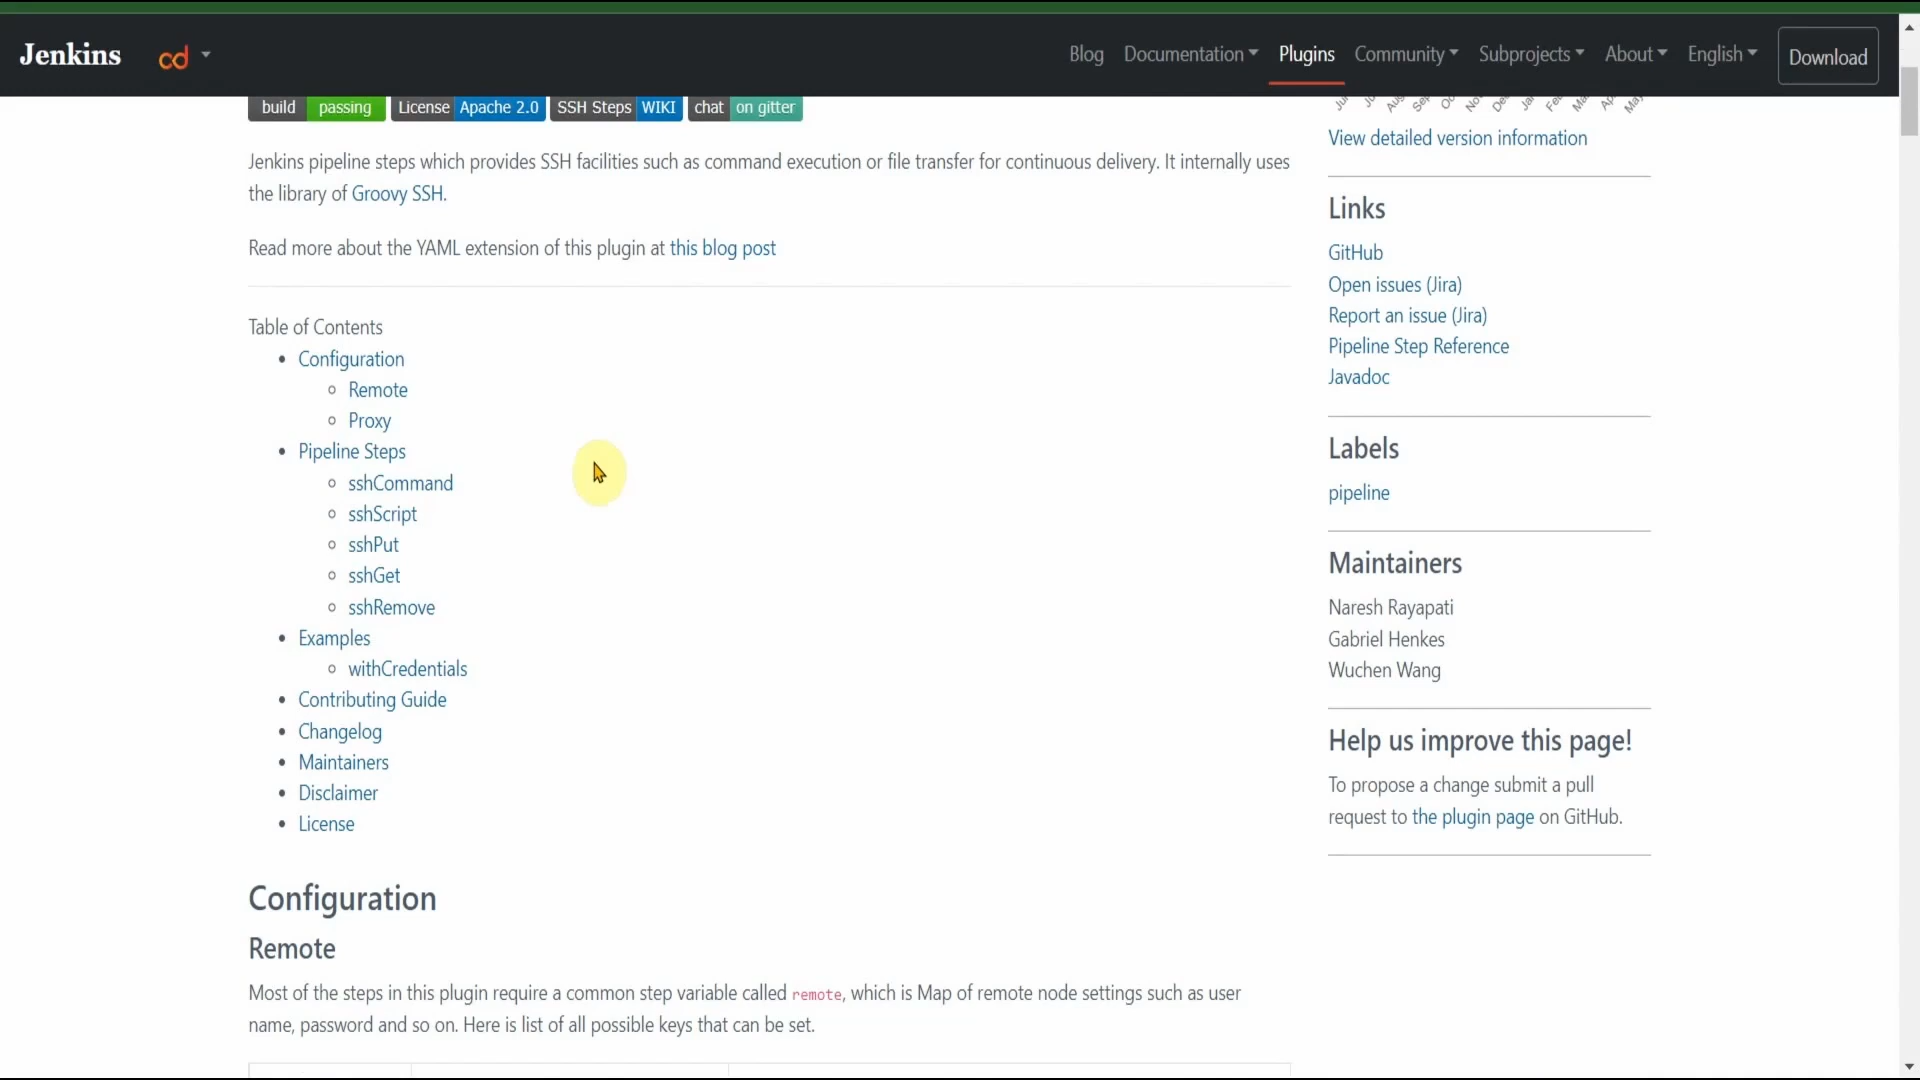 Jenkins
cd
Blog Documentation Plugins Community Subprojects About English Download
build passing License Apache 2.0 SSH Steps WIKI chat on gitter
Jenkins pipeline steps which provides SSH facilities such as command execution or file transfer for continuous delivery. It internally uses
the library of Groovy SSH.
Read more about the YAML extension of this plugin at this blog post
Table of Contents
Configuration
Remote
Proxy
Pipeline Steps
sshCommand
sshScript
sshPut
sshGet
sshRemove
Examples
withCredentials
Contributing Guide
Changelog
Maintainers
Disclaimer
License
Configuration
Remote
Most of the steps in this plugin require a common step variable called remote, which is Map of remote node settings such as user
name, password and so on. Here is list of all possible keys that can be set.
View detailed version information
Links
GitHub
Open issues (Jira)
Report an issue (Jira)
Pipeline Step Reference
Javadoc
Labels
pipeline
Maintainers
Naresh Rayapati
Gabriel Henkes
Wuchen Wang
Help us improve this page!
To propose a change submit a pull
request to the plugin page on GitHub.